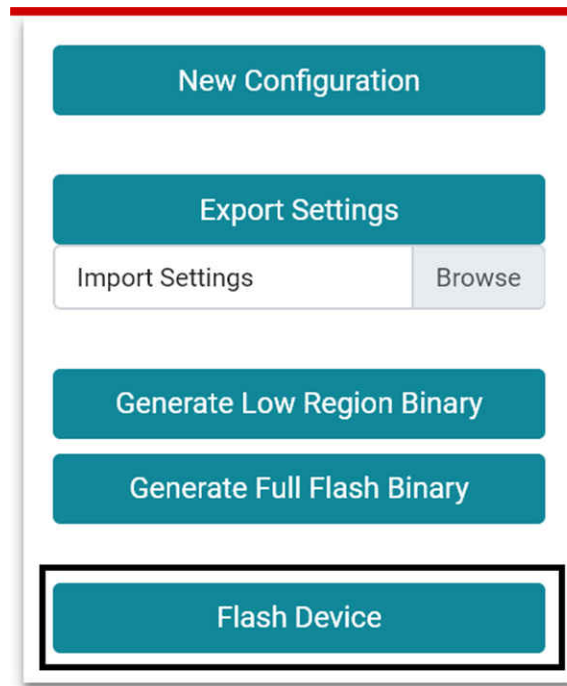 New Configuration
Export Settings
Import Settings Browse
Generate Low Region Binary
Generate Full Flash Binary
Flash Device